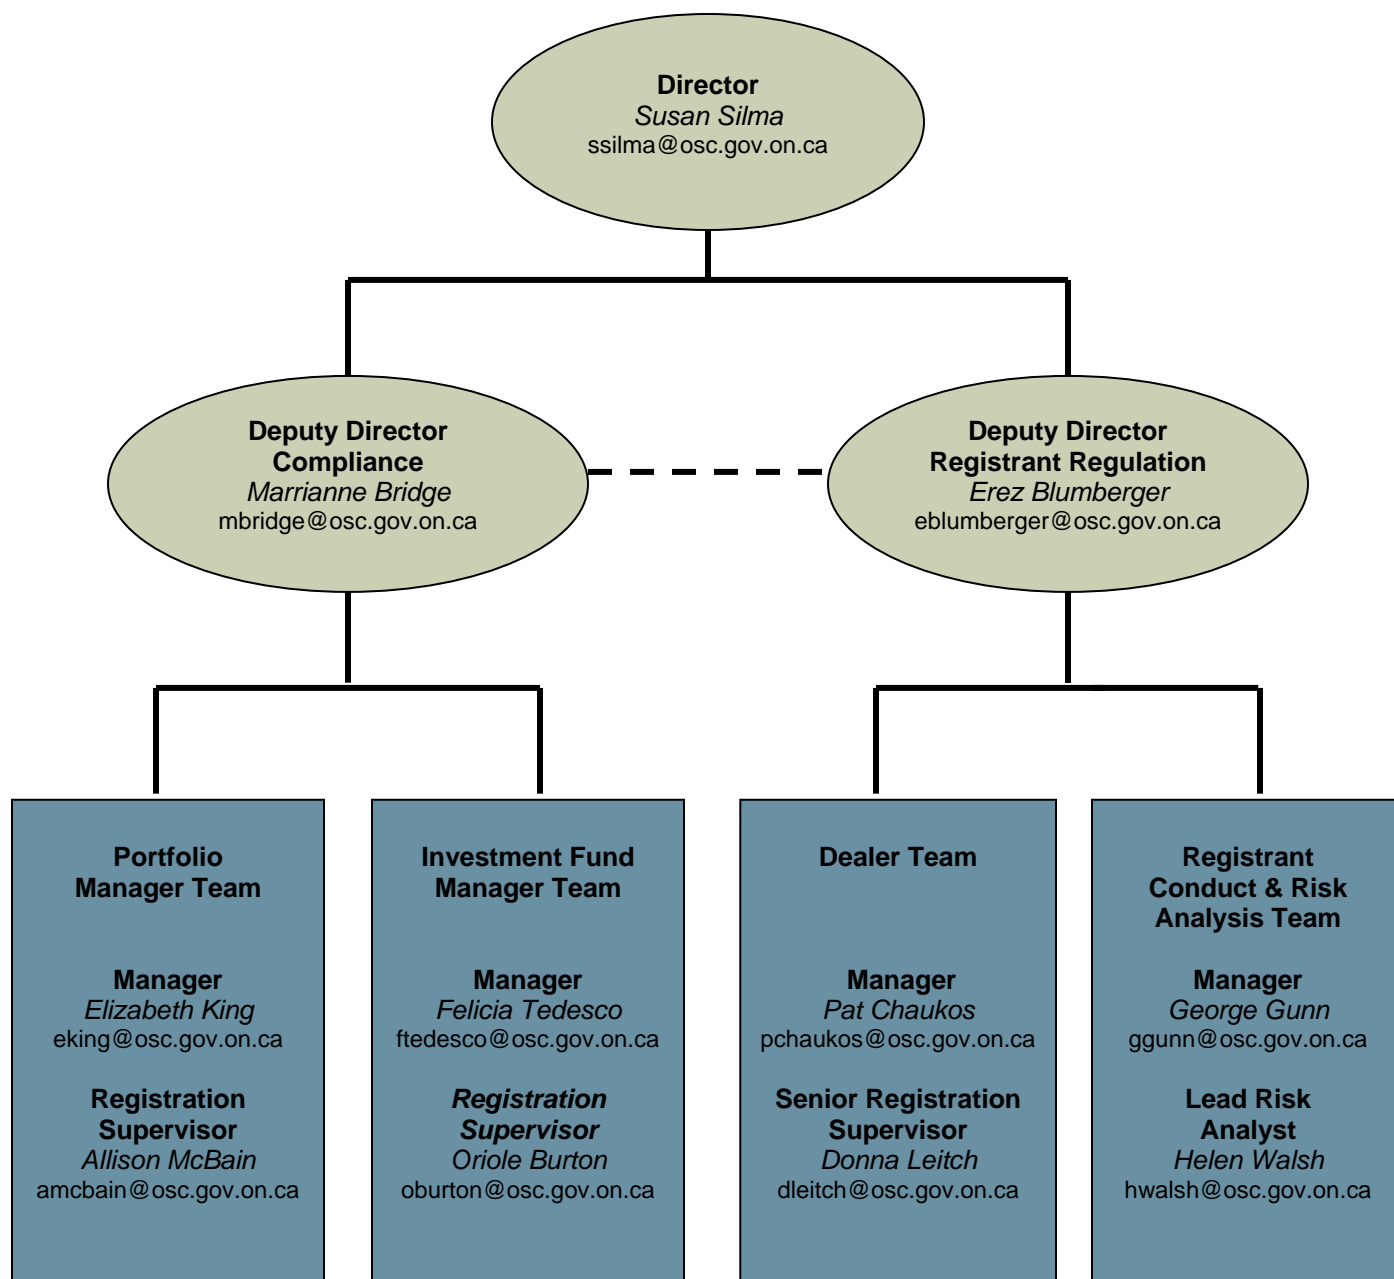 Director
Susan Silma
ssilma@osc.gov.on.ca
Deputy Director
Compliance
Marrianne Bridge
mbridge@osc.gov.on.ca
Deputy Director
Registrant Regulation
Erez Blumberger
eblumberger@osc.gov.on.ca
Portfolio
Manager Team
Manager
Elizabeth King
eking@osc.gov.on.ca
Registration
Supervisor
Allison McBain
amcbain@osc.gov.on.ca
Investment Fund
Manager Team
Manager
Felicia Tedesco
ftedesco@osc.gov.on.ca
Registration
Supervisor
Oriole Burton
oburton@osc.gov.on.ca
Dealer Team
Manager
Pat Chaukos
pchaukos@osc.gov.on.ca
Senior Registration
Supervisor
Donna Leitch
dleitch@osc.gov.on.ca
Registrant
Conduct & Risk
Analysis Team
Manager
George Gunn
ggunn@osc.gov.on.ca
Lead Risk
Analyst
Helen Walsh
hwalsh@osc.gov.on.ca